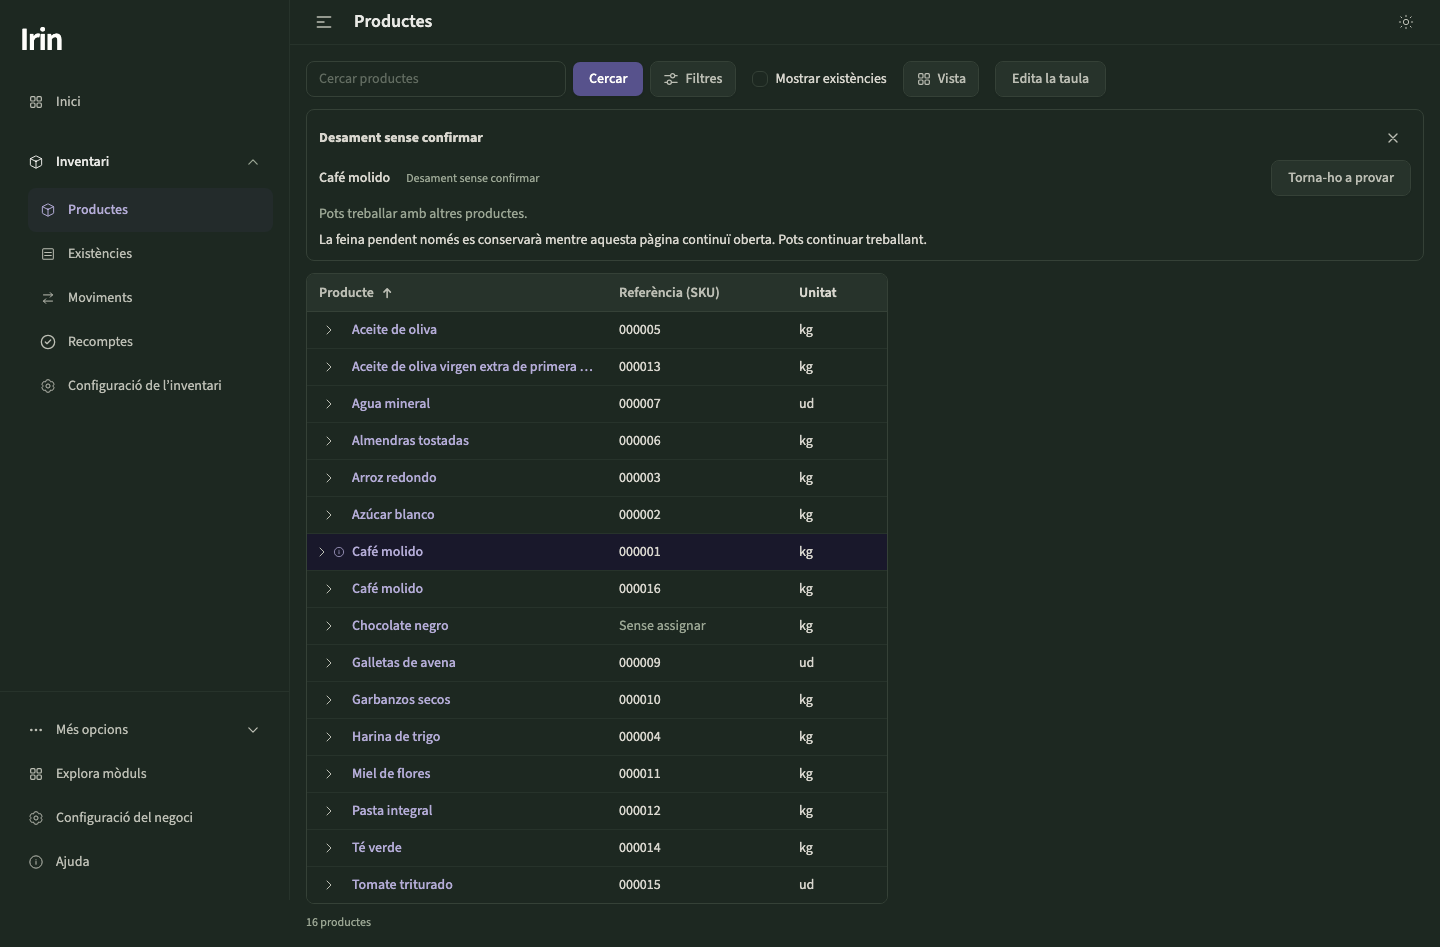 Irin
Inici
Inventari
Productes
Existències
Moviments
Recomptes
Configuració de l’inventari
Més opcions
Explora mòduls
Configuració del negoci
Ajuda
Productes
Cercar productes
Cercar
Filtres
Mostrar existències
Vista
Edita la taula
Desament sense confirmar
Café molido Desament sense confirmar
Torna-ho a provar
Pots treballar amb altres productes.
La feina pendent només es conservarà mentre aquesta pàgina continuï oberta. Pots continuar treballant.
Producte Referència (SKU) Unitat
Aceite de oliva 000005 kg
Aceite de oliva virgen extra de primera … 000013 kg
Agua mineral 000007 ud
Almendras tostadas 000006 kg
Arroz redondo 000003 kg
Azúcar blanco 000002 kg
Café molido 000001 kg
Café molido 000016 kg
Chocolate negro Sense assignar kg
Galletas de avena 000009 ud
Garbanzos secos 000010 kg
Harina de trigo 000004 kg
Miel de flores 000011 kg
Pasta integral 000012 kg
Té verde 000014 kg
Tomate triturado 000015 ud
16 productes